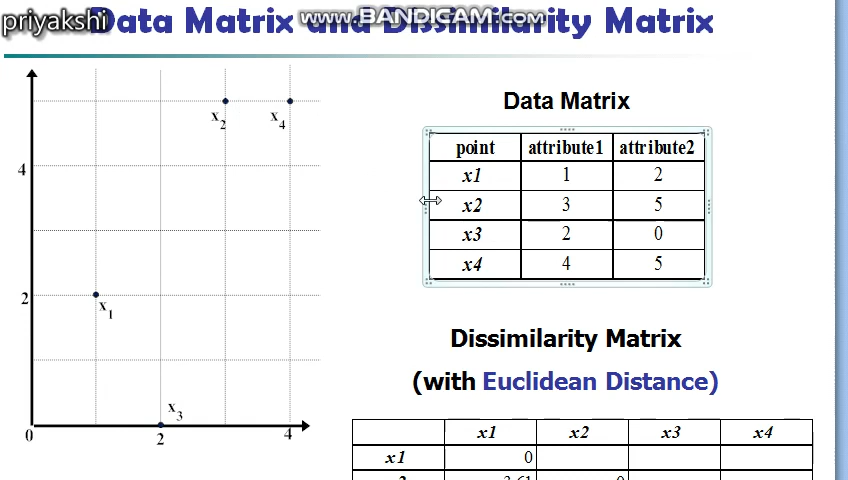 priyakshi
www.BANDICAM.com
Data Matrix and Dissimilarity Matrix
x2 x4
4
2
x1
x3
0 2 4
Data Matrix
point attribute1 attribute2
x1 1 2
x2 3 5
x3 2 0
x4 4 5
Dissimilarity Matrix
(with Euclidean Distance)
x1 x2 x3 x4
x1 0
3.61 0